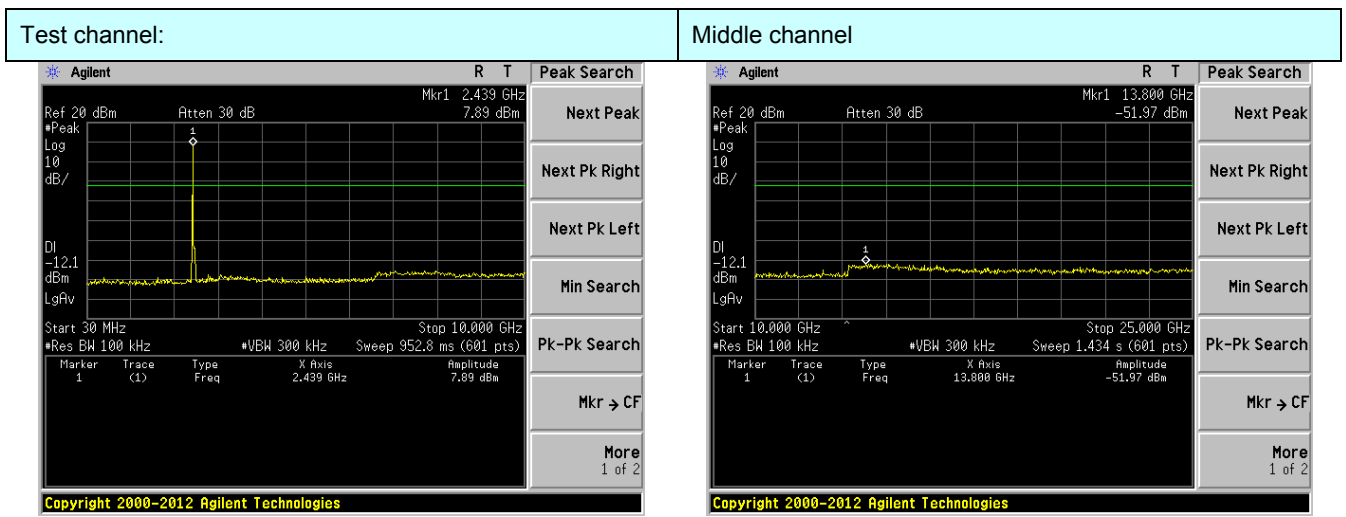 Test channel:
Middle channel
Agilent
R T
Peak Search
Mkr1 2.439 GHz
Ref 20 dBm
Atten 30 dB
7.89 dBm
#Peak
Log
10
dB/
1
DI
-12.1
dBm
LgAv
Start 30 MHz
Stop 10.000 GHz
#Res BW 100 kHz
#VBW 300 kHz
Sweep 952.8 ms (601 pts)
Marker Trace Type X Axis Amplitude
1 (1) Freq 2.439 GHz 7.89 dBm
Next Peak
Next Pk Right
Next Pk Left
Min Search
Pk-Pk Search
Mkr → CF
More
1 of 2
Copyright 2000-2012 Agilent Technologies
Agilent
R T
Peak Search
Mkr1 13.800 GHz
Ref 20 dBm
Atten 30 dB
-51.97 dBm
#Peak
Log
10
dB/
1
DI
-12.1
dBm
LgAv
Start 10.000 GHz
^
Stop 25.000 GHz
#Res BW 100 kHz
#VBW 300 kHz
Sweep 1.434 s (601 pts)
Marker Trace Type X Axis Amplitude
1 (1) Freq 13.800 GHz -51.97 dBm
Next Peak
Next Pk Right
Next Pk Left
Min Search
Pk-Pk Search
Mkr → CF
More
1 of 2
Copyright 2000-2012 Agilent Technologies